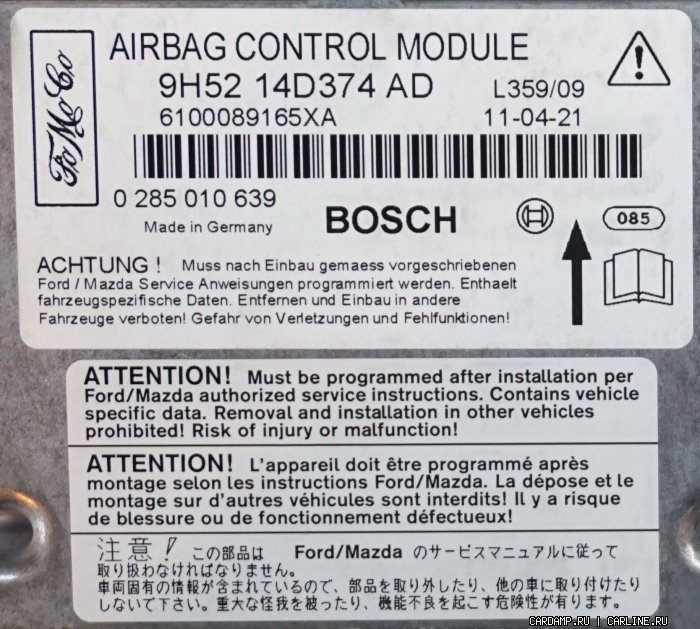 FoMoCo
AIRBAG CONTROL MODULE
9H52 14D374 AD
L359/09
6100089165XA
11-04-21
0 285 010 639
Made in Germany
BOSCH
085
ACHTUNG ! Muss nach Einbau gemaess vorgeschriebenen
Ford / Mazda Service Anweisungen programmiert werden. Enthaelt
fahrzeugspezifische Daten. Entfernen und Einbau in andere
Fahrzeuge verboten! Gefahr von Verletzungen und Fehlfunktionen!
ATTENTION! Must be programmed after installation per
Ford/Mazda authorized service instructions. Contains vehicle
specific data. Removal and installation in other vehicles
prohibited! Risk of injury or malfunction!
ATTENTION! L'appareil doit être programmé après
montage selon les instructions Ford/Mazda. La dépose et le
montage sur d'autres véhicules sont interdits! Il y a risque
de blessure ou de fonctionnement défectueux!
注意! この部品は Ford/Mazda のサービスマニュアルに従って
取り扱わなければなりません。
車両固有の情報が含まれているので、部品を取り外したり、他の車に取り付けたり
しないで下さい。重大な怪我を被ったり、機能不良を起こす危険性が有ります。
CARDAMP.RU | CARLINE.RU